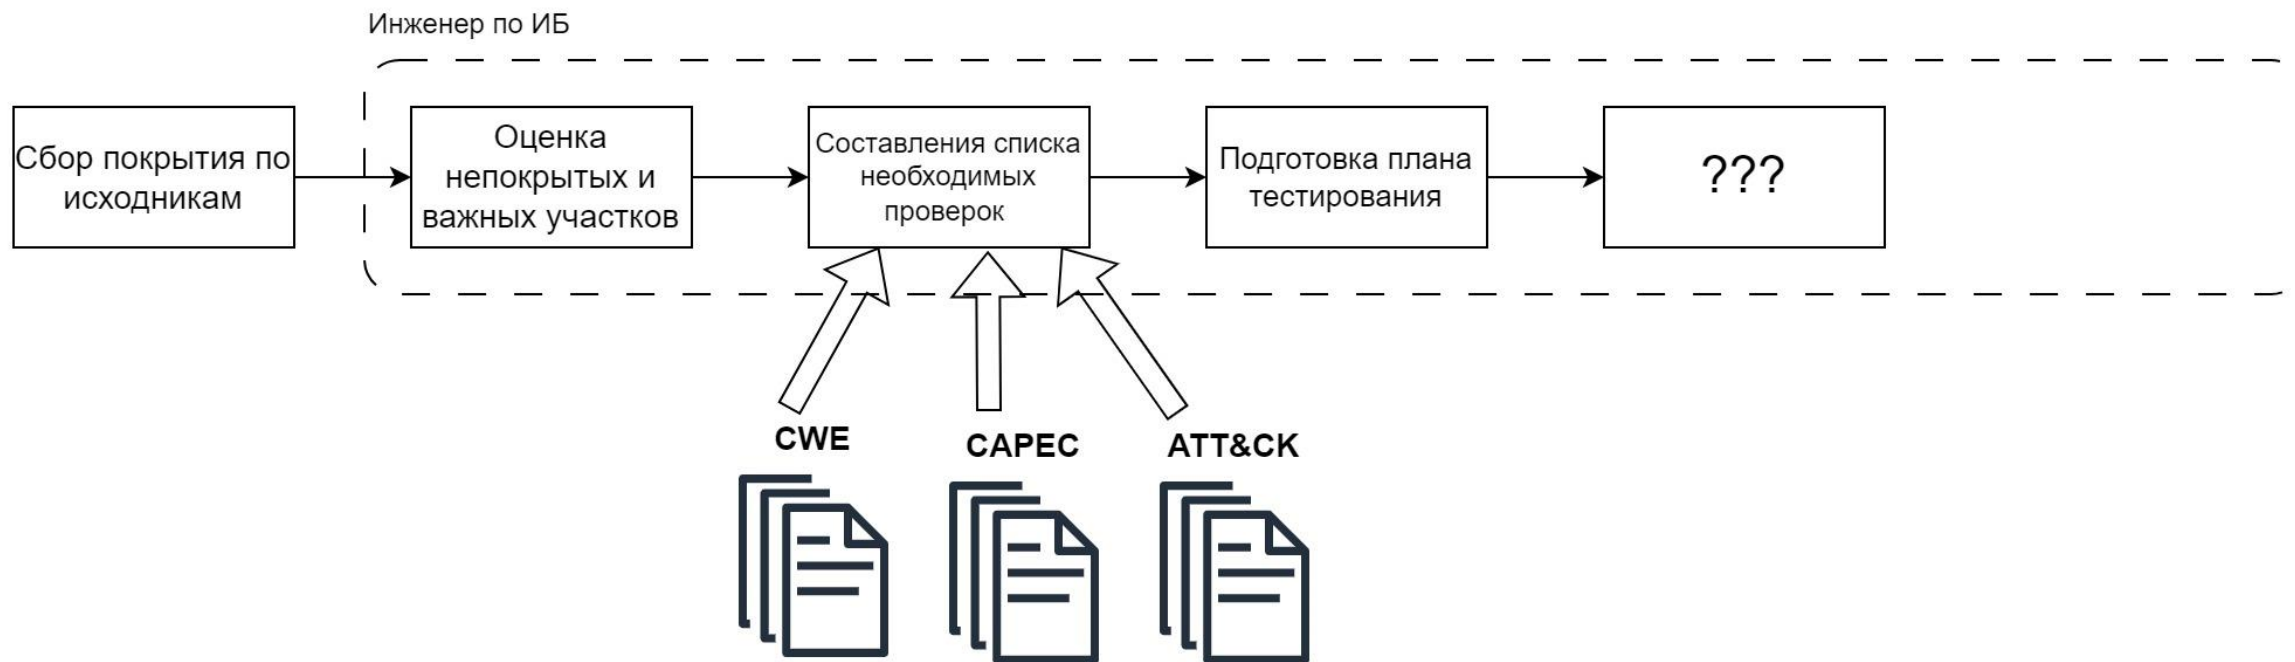 Инженер по ИБ
Сбор покрытия по
исходникам
Оценка
непокрытых и
важных участков
Составления списка
необходимых
проверок
Подготовка плана
тестирования
???
CWE
CAPEC
ATT&CK